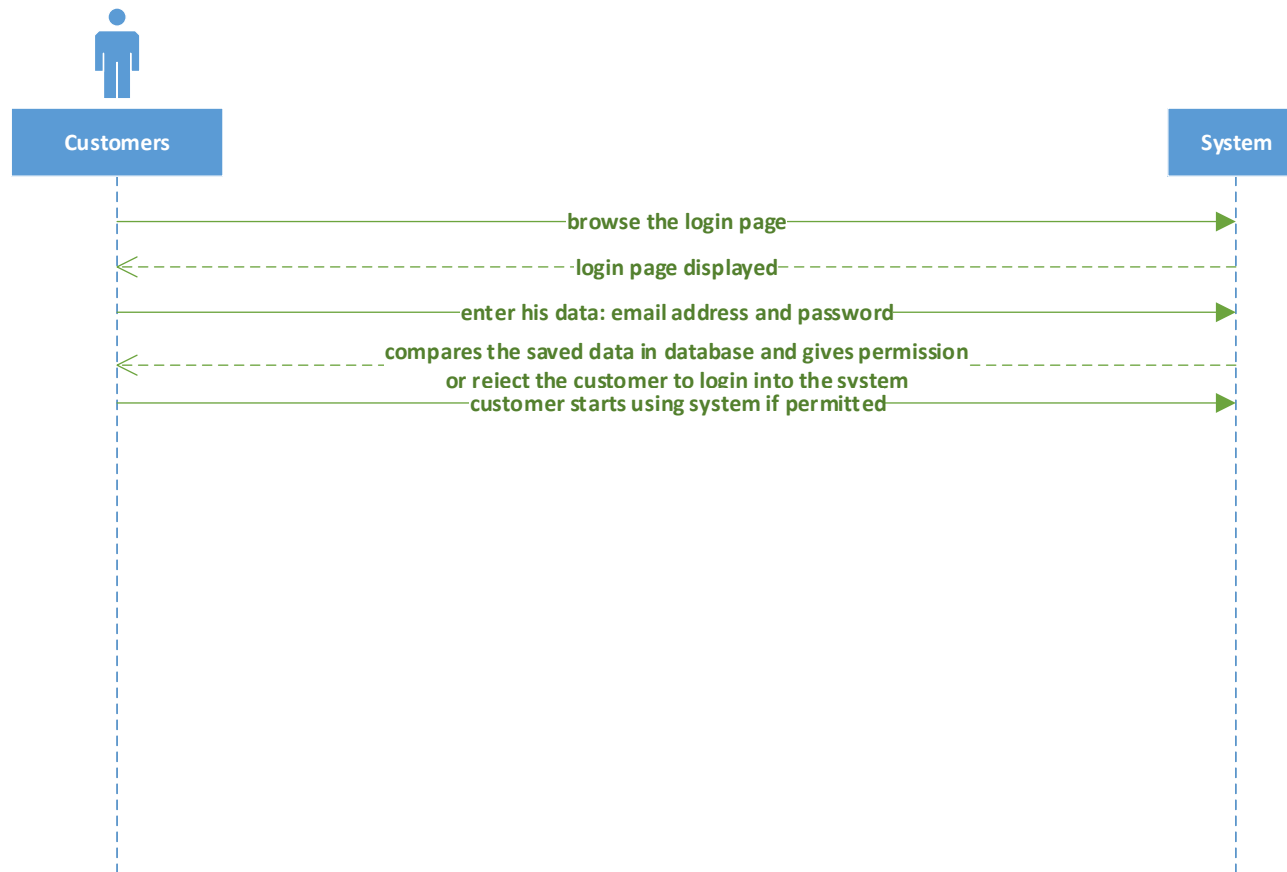 Customers
System
browse the login page
login page displayed
enter his data: email address and password
compares the saved data in database and gives permission
or reject the customer to login into the system
customer starts using system if permitted